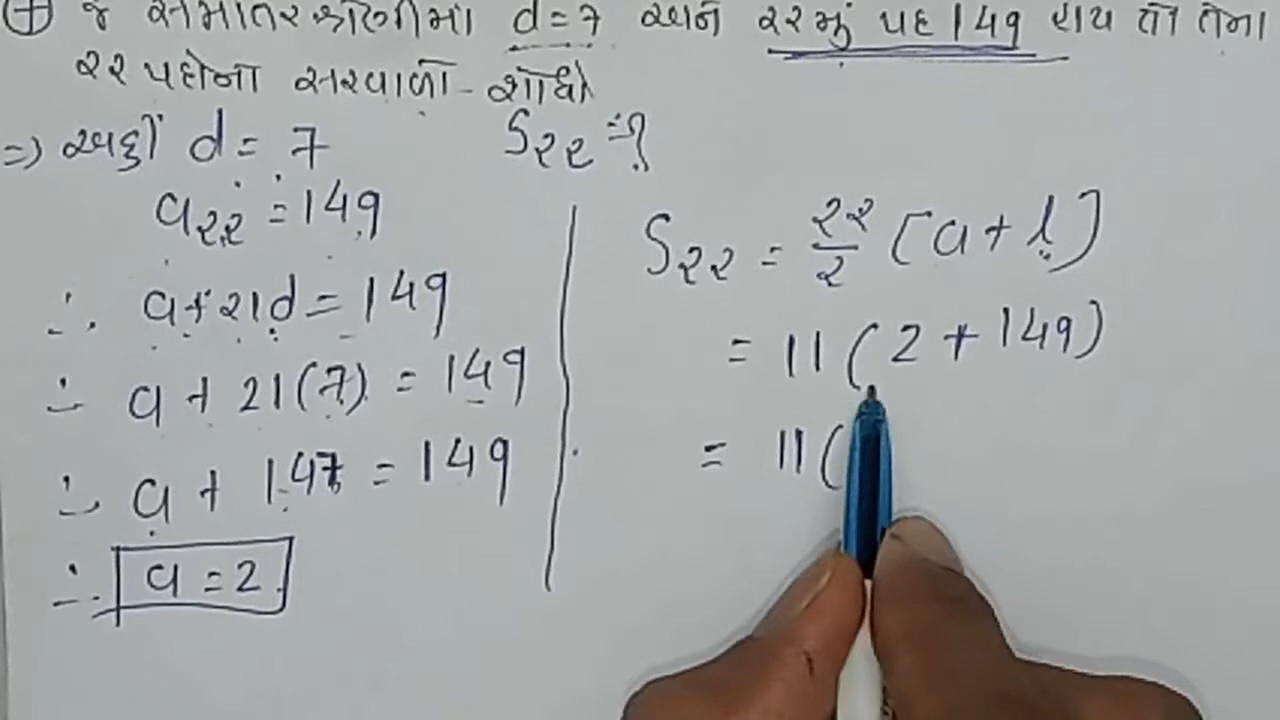 જે સમાંતર શ્રેણીમાં d=7 અને ૨૨મું પદ 149 હોય તો તેના
૨૨ પદોનો સરવાળો શોધો
=) અહીં d = 7
S૨૨ = ?
a૨૨ = 149
∴ a+21d = 149
∴ a + 21(7) = 149
∴ a + 147 = 149
∴ a = 2
S૨૨ = ૨૨/૨ [a + l]
= 11 (2 + 149)
= 11 (